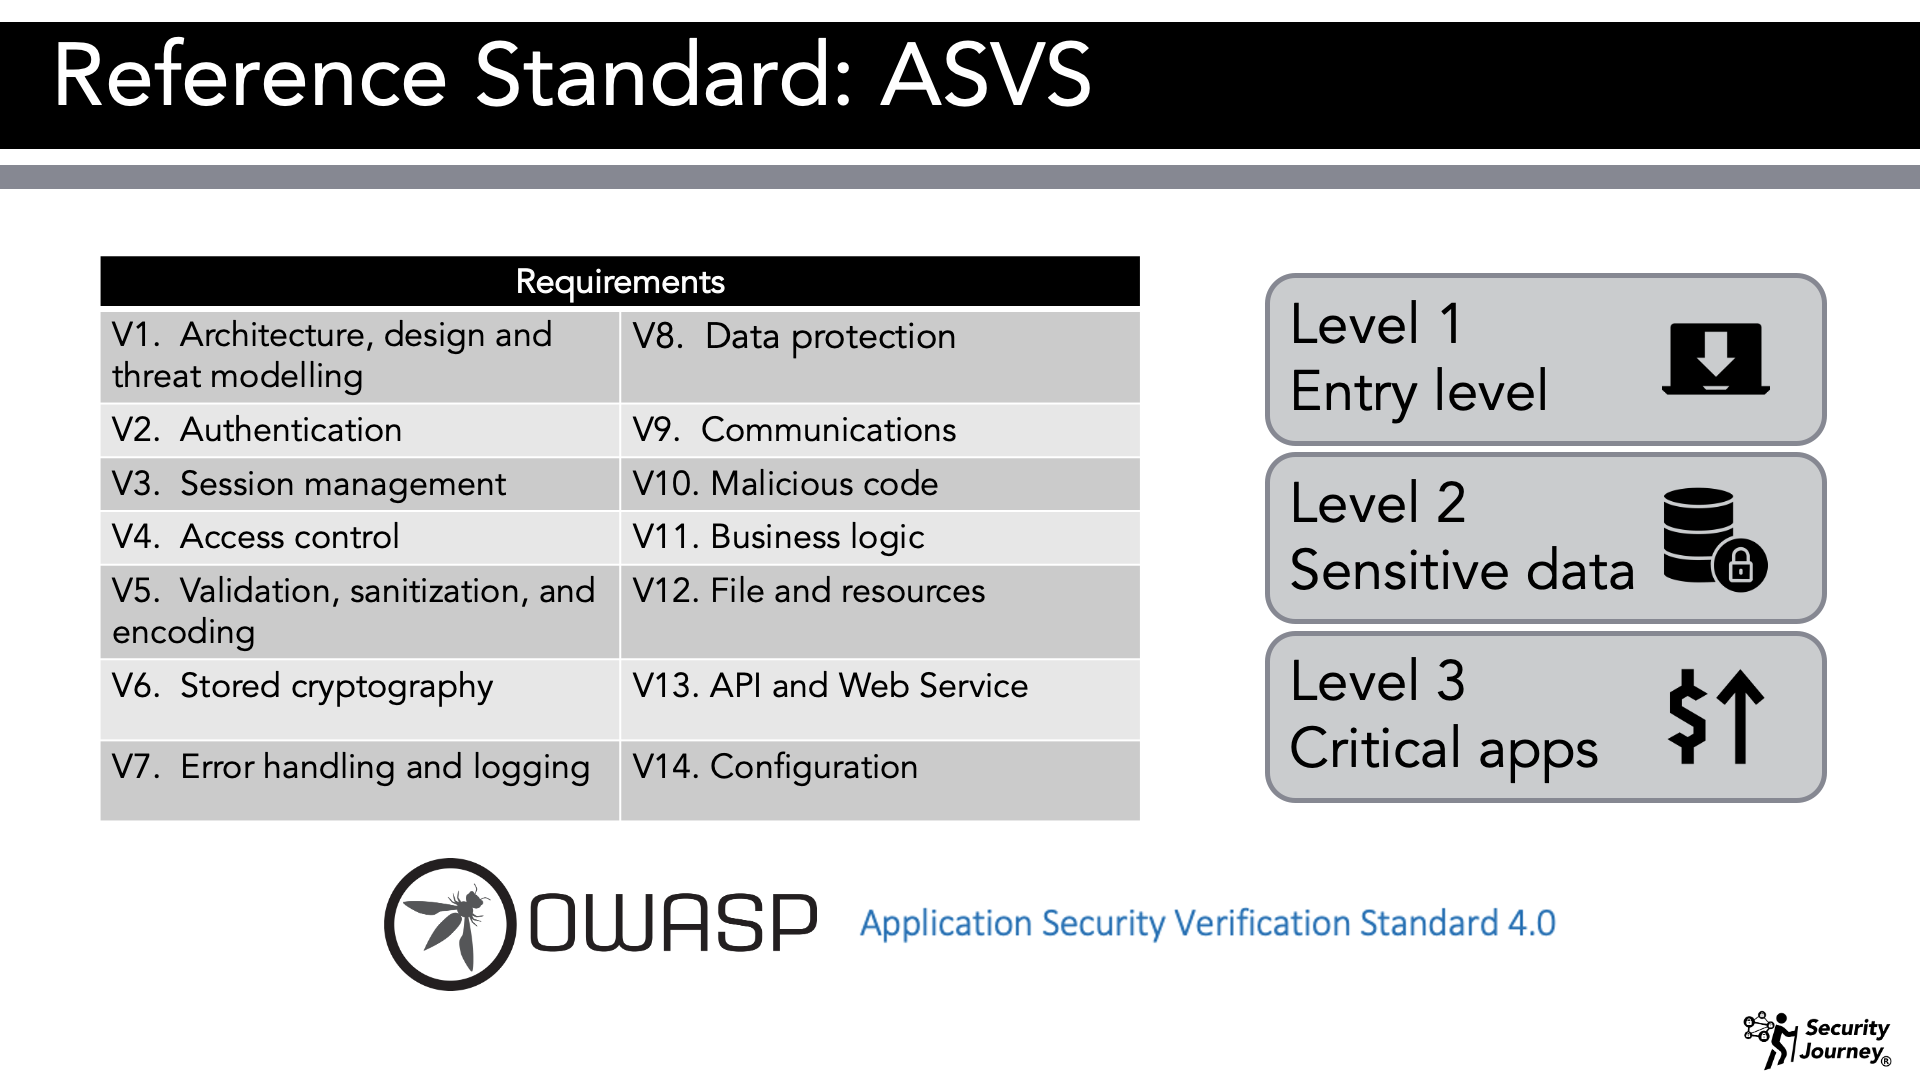 Reference Standard: ASVS
Requirements
V1. Architecture, design and
threat modelling
V8. Data protection
V2. Authentication
V9. Communications
V3. Session management
V10. Malicious code
V4. Access control
V11. Business logic
V5. Validation, sanitization, and
encoding
V12. File and resources
V6. Stored cryptography
V13. API and Web Service
V7. Error handling and logging
V14. Configuration
Level 1
Entry level
Level 2
Sensitive data
Level 3
Critical apps
$
OWASP
Application Security Verification Standard 4.0
Security
Journey®